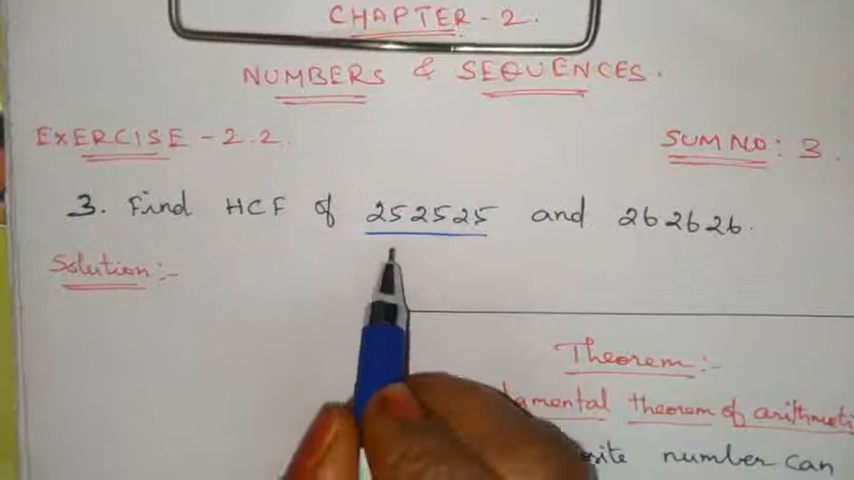 CHAPTER - 2.
NUMBERS & SEQUENCES.
EXERCISE - 2.2.
SUM NO: 3.
3. Find HCF of 252525 and 262626.
Solution :-
Theorem :-
theorem of
number can